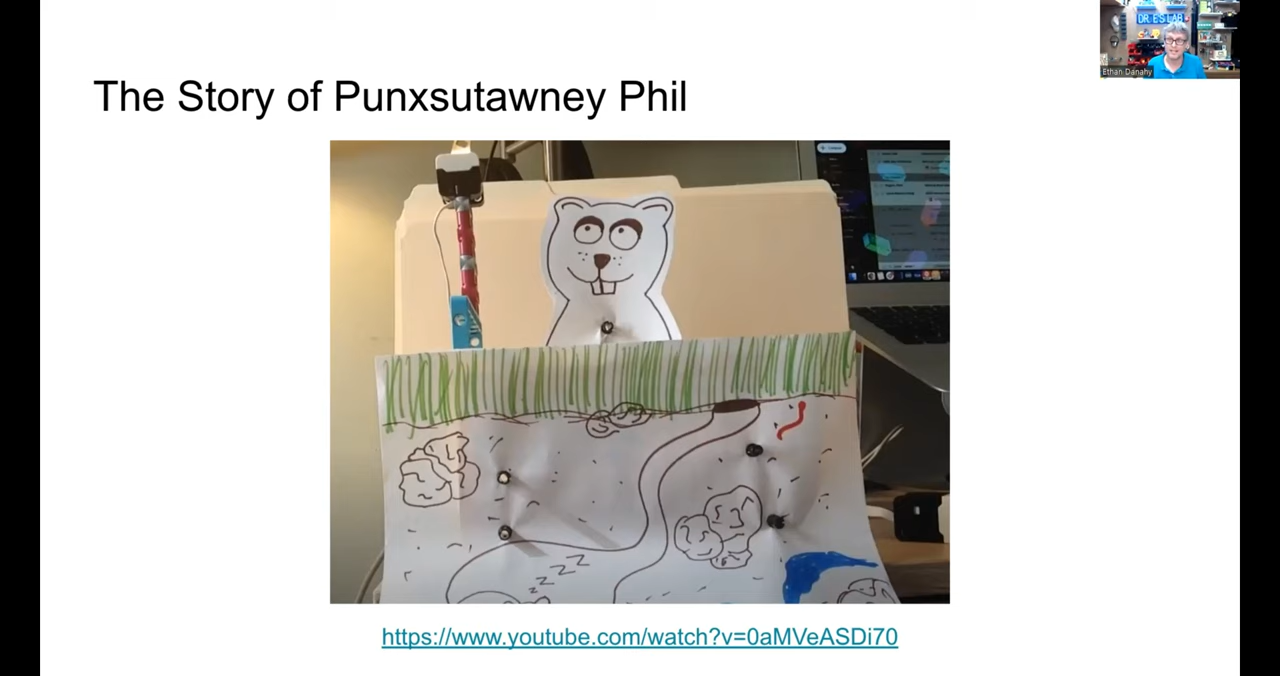 DR. E'S LAB
Ethan Danahy
The Story of Punxsutawney Phil
z z z z
https://www.youtube.com/watch?v=0aMVeASDi70